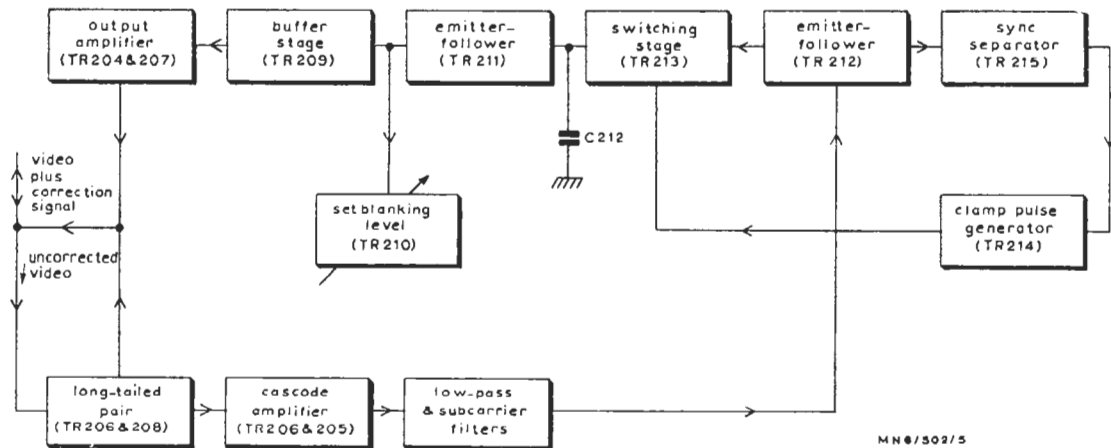 output
amplifier
(TR204&207)
buffer
stage
(TR209)
emitter-
follower
(TR211)
switching
stage
(TR213)
emitter-
follower
(TR212)
sync
separator
(TR215)
C212
video
plus
correction
signal
set blanking
level
(TR210)
clamp pulse
generator
(TR214)
uncorrected
video
long-tailed
pair
(TR206&208)
cascode
amplifier
(TR206&205)
low-pass
& subcarrier
filters
MN6/302/5